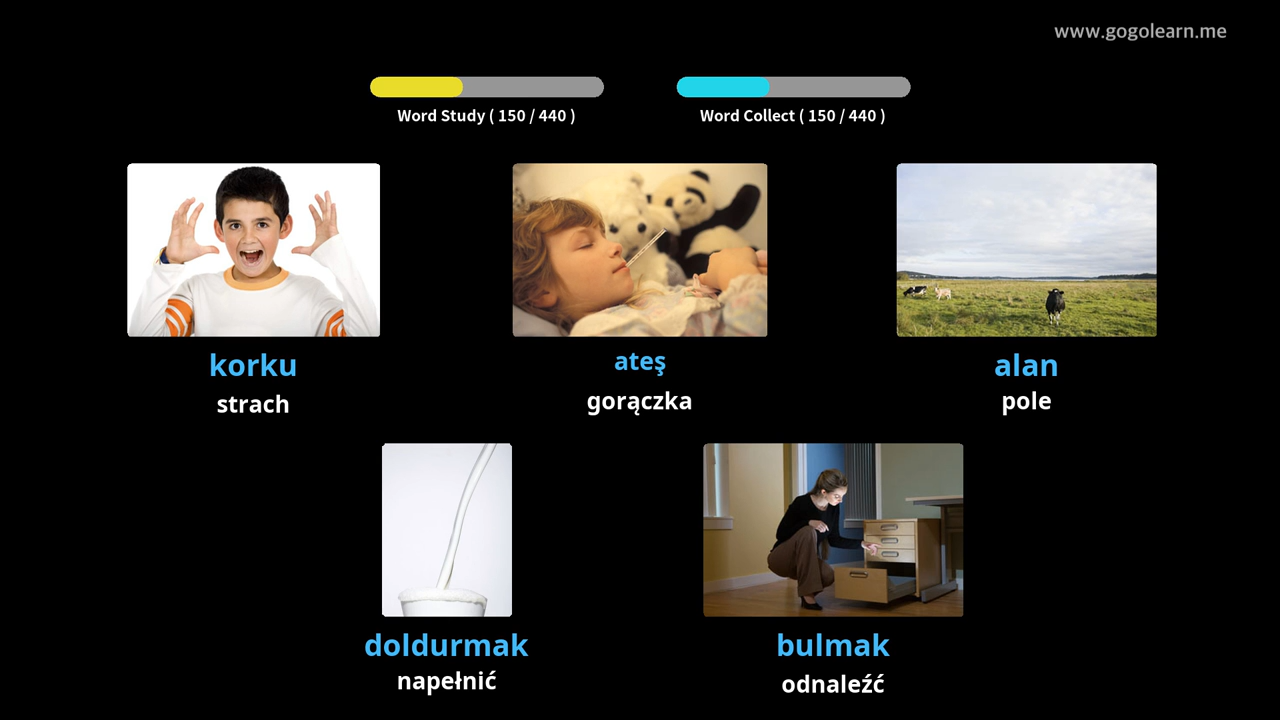 www.gogolearn.me
Word Study ( 150 / 440 )
Word Collect ( 150 / 440 )
korku
strach
ateş
gorączka
alan
pole
doldurmak
napełnić
bulmak
odnaleźć